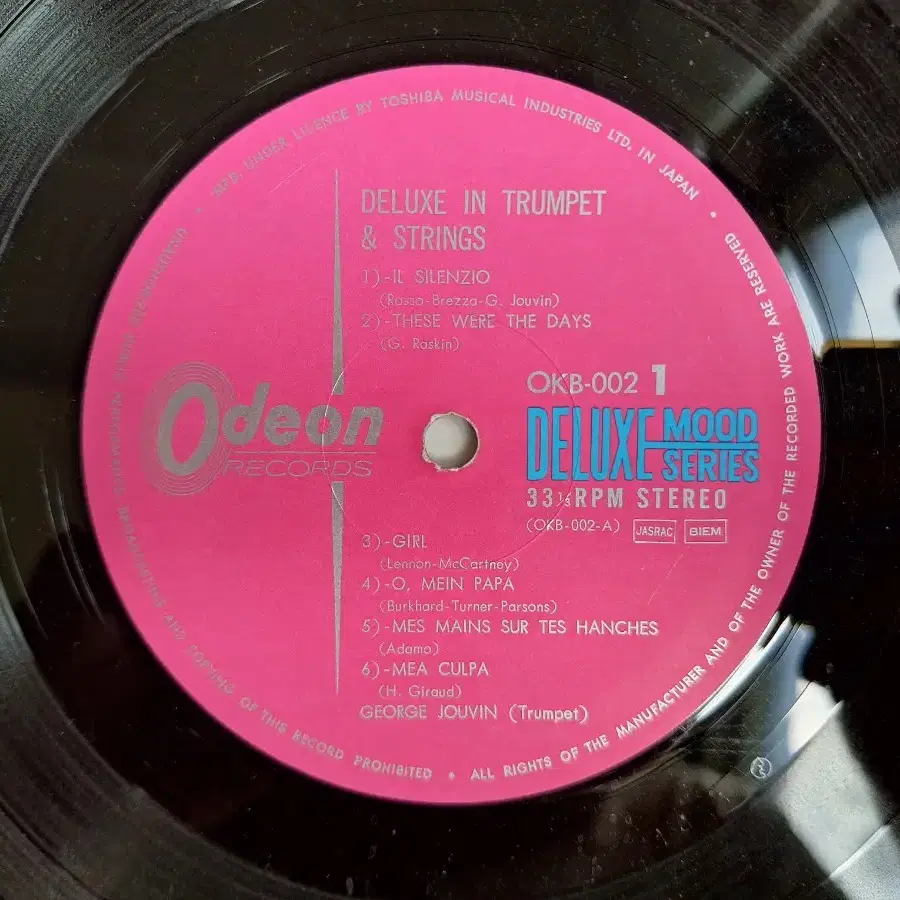 MFD. UNDER LICENCE BY TOSHIBA MUSICAL INDUSTRIES LTD. IN JAPAN
DELUXE IN TRUMPET
& STRINGS
1)-IL SILENZIO
(Rosso-Brezza-G. Jouvin)
2)-THESE WERE THE DAYS
(G. Raskin)
Odeon
RECORDS
OKB-002 1
DELUXE MOOD SERIES
33⅓RPM STEREO
(OKB-002-A) JASRAC BIEM
3)-GIRL
(Lennon-McCartney)
4)-O, MEIN PAPA
(Burkhard-Turner-Parsons)
5)-MES MAINS SUR TES HANCHES
(Adamo)
6)-MEA CULPA
(H. Giraud)
GEORGE JOUVIN (Trumpet)
ALL RIGHTS OF THE MANUFACTURER AND OF THE OWNER OF THE RECORDED WORK ARE RESERVED
UNAUTHORIZED PUBLIC PERFORMANCE BROADCASTING AND COPYING OF THIS RECORD PROHIBITED